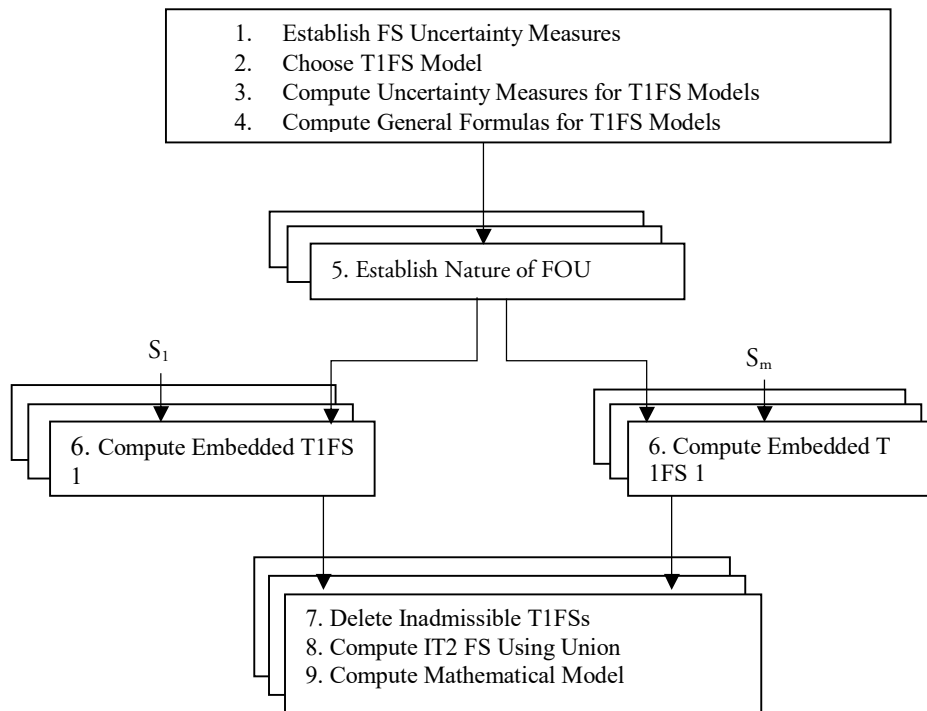 1. Establish FS Uncertainty Measures
2. Choose T1FS Model
3. Compute Uncertainty Measures for T1FS Models
4. Compute General Formulas for T1FS Models
5. Establish Nature of FOU
S1
Sm
6. Compute Embedded T1FS
1
6. Compute Embedded T
1FS 1
7. Delete Inadmissible T1FSs
8. Compute IT2 FS Using Union
9. Compute Mathematical Model